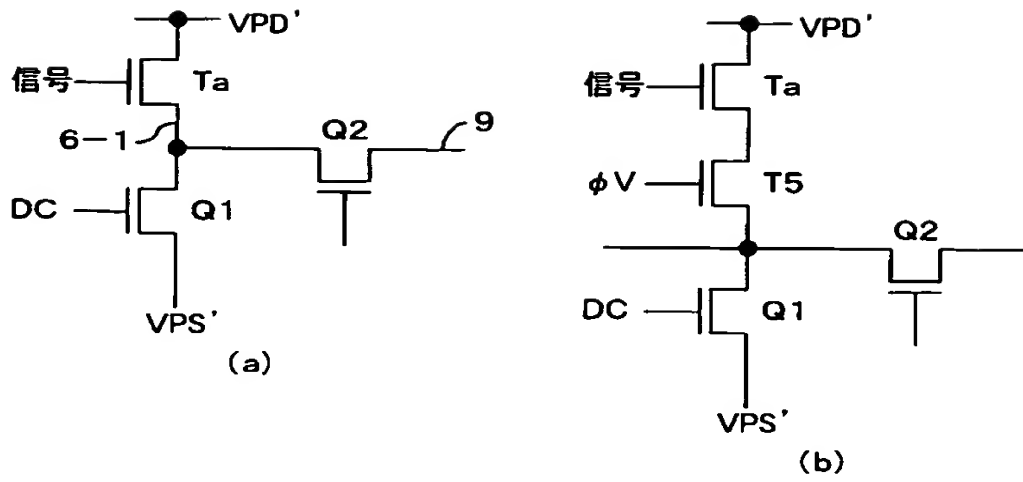 VPD'
信号
Ta
6-1
Q2
9
DC
Q1
VPS'
(a)
VPD'
信号
Ta
φV
T5
Q2
DC
Q1
VPS'
(b)